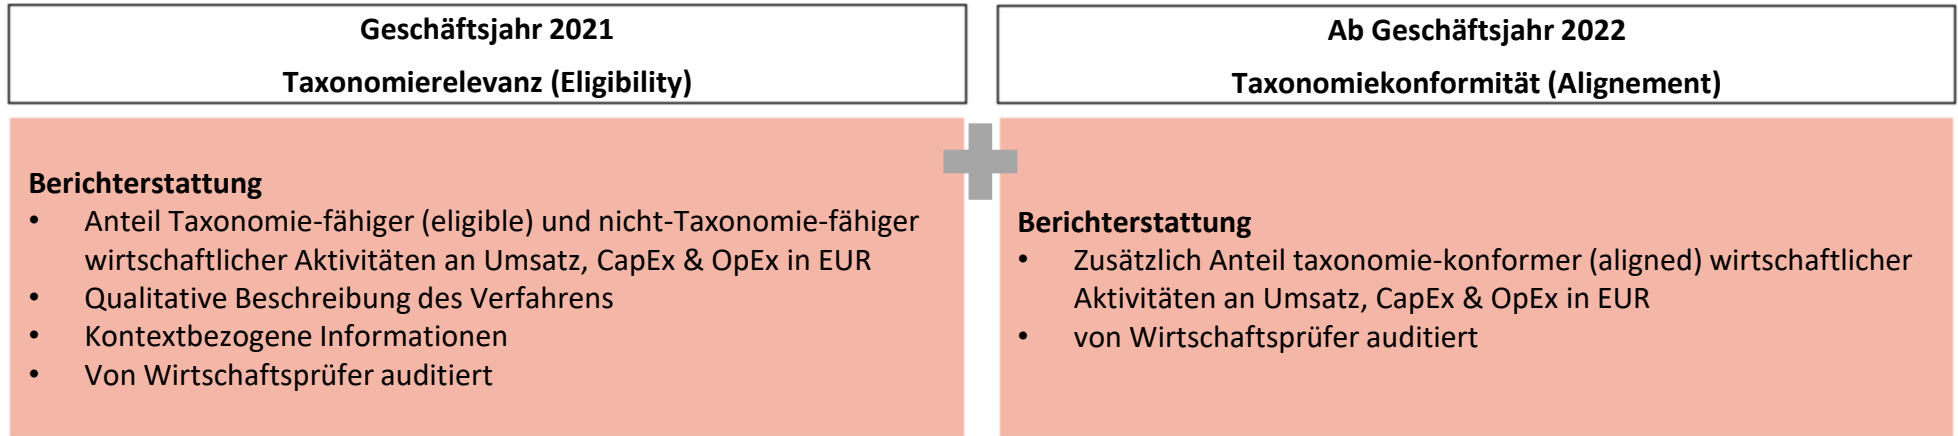 Geschäftsjahr 2021
Taxonomierelevanz (Eligibility)
Berichterstattung
• Anteil Taxonomie-fähiger (eligible) und nicht-Taxonomie-fähiger
wirtschaftlicher Aktivitäten an Umsatz, CapEx & OpEx in EUR
• Qualitative Beschreibung des Verfahrens
• Kontextbezogene Informationen
• Von Wirtschaftsprüfer auditiert
Ab Geschäftsjahr 2022
Taxonomiekonformität (Alignement)
Berichterstattung
• Zusätzlich Anteil taxonomie-konformer (aligned) wirtschaftlicher
Aktivitäten an Umsatz, CapEx & OpEx in EUR
• von Wirtschaftsprüfer auditiert